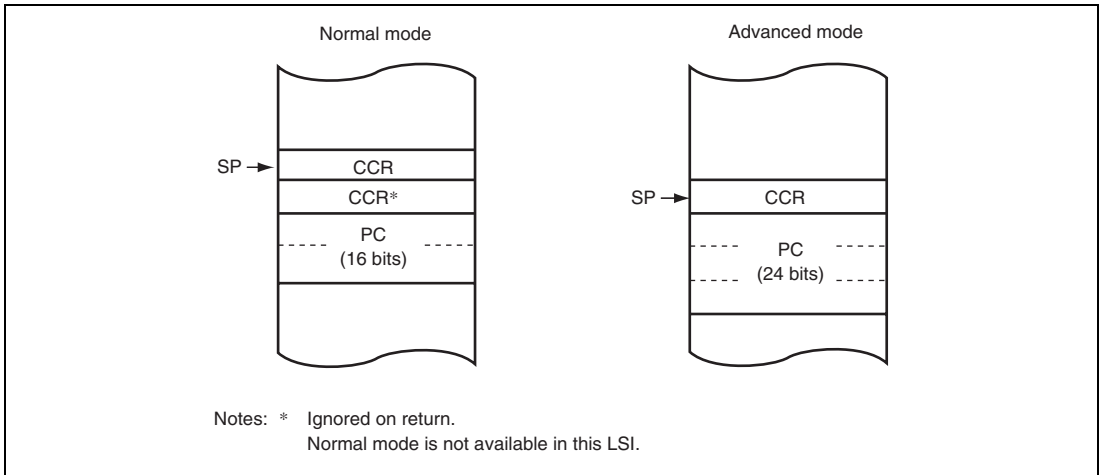 Normal mode
SP
CCR
CCR*
PC
(16 bits)
Advanced mode
SP
CCR
PC
(24 bits)
Notes: * Ignored on return.
Normal mode is not available in this LSI.